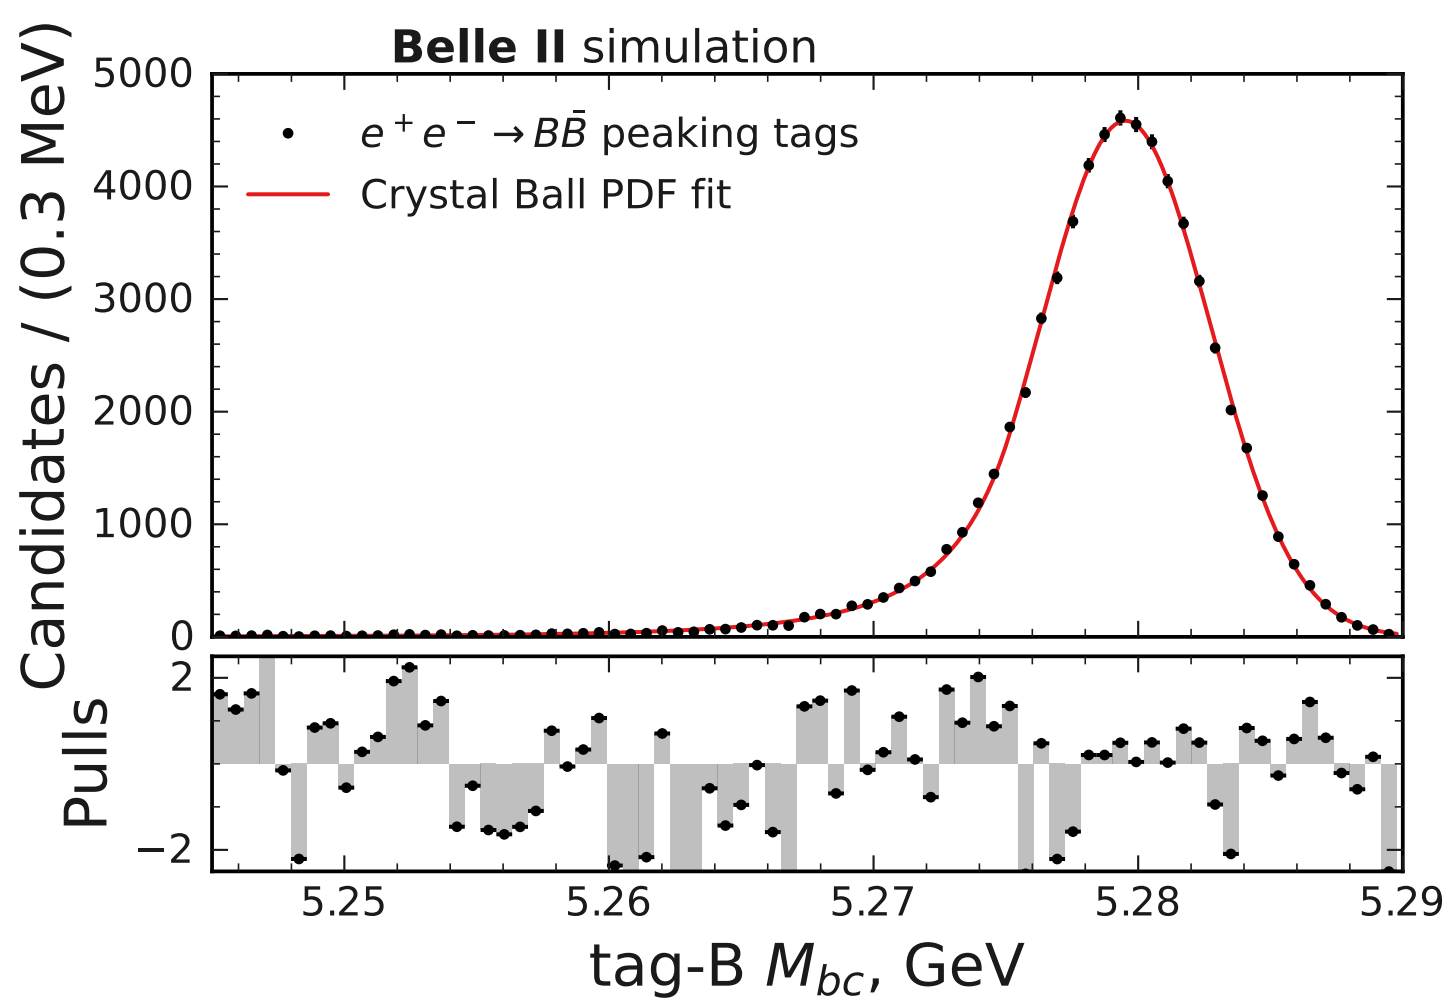 Belle II simulation
Candidates / (0.3 MeV)
5000
4000
3000
2000
1000
0
e⁺e⁻ → BB̄ peaking tags
Crystal Ball PDF fit
Pulls
2
−2
5.25 5.26 5.27 5.28 5.29
tag-B M_bc, GeV